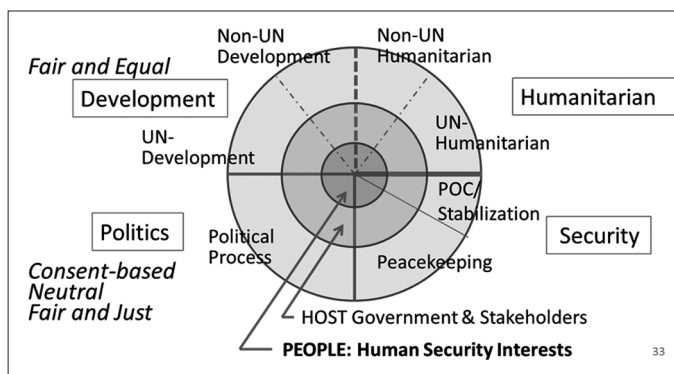 Non-UN
Development
Non-UN
Humanitarian
Fair and Equal
Development
Humanitarian
UN-
Development
UN-
Humanitarian
POC/
Stabilization
Politics
Political
Process
Security
Peacekeeping
Consent-based
Neutral
Fair and Just
HOST Government & Stakeholders
PEOPLE: Human Security Interests
33